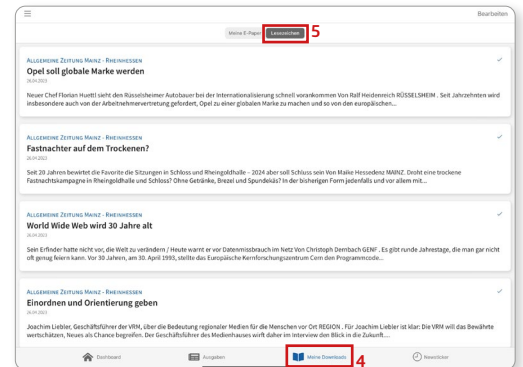 Bearbeiten
Meine E-Paper Lesezeichen 5
ALLGEMEINE ZEITUNG MAINZ - RHEINHESSEN
Opel soll globale Marke werden
26.04.2023
Neuer Chef Florian Huettl sieht den Rüsselsheimer Autobauer bei der Internationalisierung schnell vorankommen Von Ralf Heidenreich RÜSSELSHEIM . Seit Jahrzehnten wird
insbesondere auch von der Arbeitnehmervertretung gefordert, Opel zu einer globalen Marke zu machen und so von den europäischen...
ALLGEMEINE ZEITUNG MAINZ - RHEINHESSEN
Fastnachter auf dem Trockenen?
26.04.2023
Seit 20 Jahren bewirtet die Favorite die Sitzungen in Schloss und Rheingoldhalle – 2024 aber soll Schluss sein Von Maike Hessedenz MAINZ. Droht eine trockene
Fastnachtskampagne in Rheingoldhalle und Schloss? Ohne Getränke, Brezel und Spundekäs? In der bisherigen Form jedenfalls und vor allem mit...
ALLGEMEINE ZEITUNG MAINZ - RHEINHESSEN
World Wide Web wird 30 Jahre alt
26.04.2023
Sein Erfinder hatte nicht vor, die Welt zu verändern / Heute warnt er vor Datenmissbrauch im Netz Von Christoph Dernbach GENF . Es gibt runde Jahrestage, die man gar nicht
oft genug feiern kann. Vor 30 Jahren, am 30. April 1993, stellte das Europäische Kernforschungszentrum Cern den Programmcode...
ALLGEMEINE ZEITUNG MAINZ - RHEINHESSEN
Einordnen und Orientierung geben
26.04.2023
Joachim Liebler, Geschäftsführer der VRM, über die Bedeutung regionaler Medien für die Menschen vor Ort REGION . Für Joachim Liebler ist klar: Die VRM will das Bewährte
wertschätzen, Neues als Chance begreifen. Der Geschäftsführer des Medienhauses wirft daher im Interview den Blick in die Zukunft....
Dashboard Ausgaben Meine Downloads 4 Newsticker